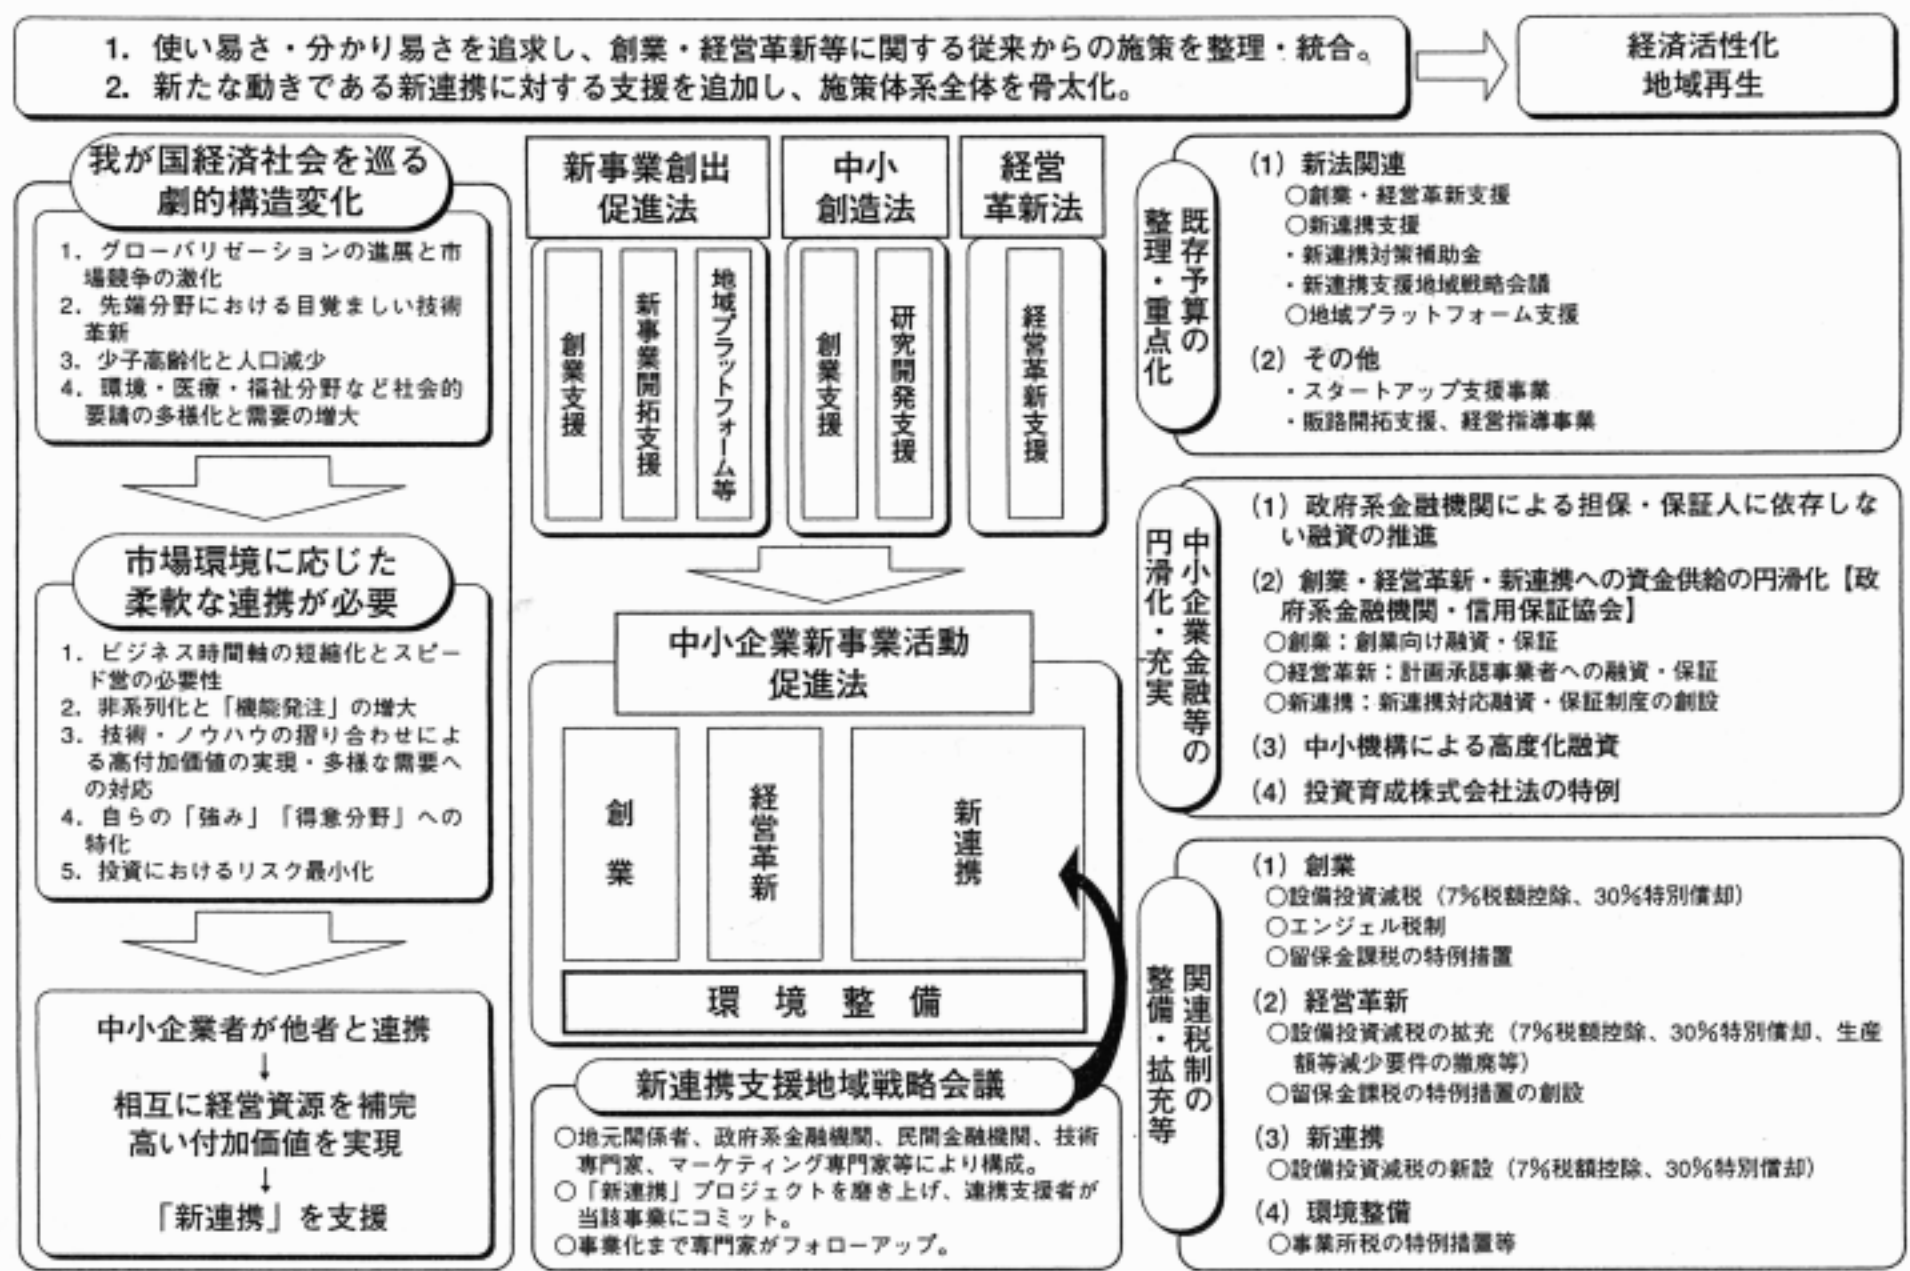 1. 使い易さ・分かり易さを追求し、創業・経営革新等に関する従来からの施策を整理・統合。
2. 新たな動きである新連携に対する支援を追加し、施策体系全体を骨太化。
経済活性化
地域再生
我が国経済社会を巡る
劇的構造変化
1. グローバリゼーションの進展と市
場競争の激化
2. 先端分野における目覚ましい技術
革新
3. 少子高齢化と人口減少
4. 環境・医療・福祉分野など社会的
要請の多様化と需要の増大
市場環境に応じた
柔軟な連携が必要
1. ビジネス時間軸の短縮化とスピー
ド営の必要性
2. 非系列化と「機能発注」の増大
3. 技術・ノウハウの摺り合わせによ
る高付加価値の実現・多様な需要へ
の対応
4. 自らの「強み」「得意分野」への
特化
5. 投資におけるリスク最小化
中小企業者が他者と連携
↓
相互に経営資源を補完
高い付加価値を実現
↓
「新連携」を支援
新事業創出
促進法
創業支援
新事業開拓支援
地域プラットフォーム等
中小
創造法
創業支援
研究開発支援
経営
革新法
経営革新支援
中小企業新事業活動
促進法
創業
経営革新
新連携
環境整備
新連携支援地域戦略会議
○地元関係者、政府系金融機関、民間金融機関、技術
専門家、マーケティング専門家等により構成。
○「新連携」プロジェクトを磨き上げ、連携支援者が
当該事業にコミット。
○事業化まで専門家がフォローアップ。
既存予算の
整理・重点化
(1) 新法関連
○創業・経営革新支援
○新連携支援
・新連携対策補助金
・新連携支援地域戦略会議
○地域プラットフォーム支援
(2) その他
・スタートアップ支援事業
・販路開拓支援、経営指導事業
中小企業金融等の
円滑化・充実
(1) 政府系金融機関による担保・保証人に依存しな
い融資の推進
(2) 創業・経営革新・新連携への資金供給の円滑化【政
府系金融機関・信用保証協会】
○創業：創業向け融資・保証
○経営革新：計画承認事業者への融資・保証
○新連携：新連携対応融資・保証制度の創設
(3) 中小機構による高度化融資
(4) 投資育成株式会社法の特例
関連税制の
整備・拡充等
(1) 創業
○設備投資減税（7%税額控除、30%特別償却）
○エンジェル税制
○留保金課税の特例措置
(2) 経営革新
○設備投資減税の拡充（7%税額控除、30%特別償却、生産
額等減少要件の撤廃等）
○留保金課税の特例措置の創設
(3) 新連携
○設備投資減税の新設（7%税額控除、30%特別償却）
(4) 環境整備
○事業所税の特例措置等